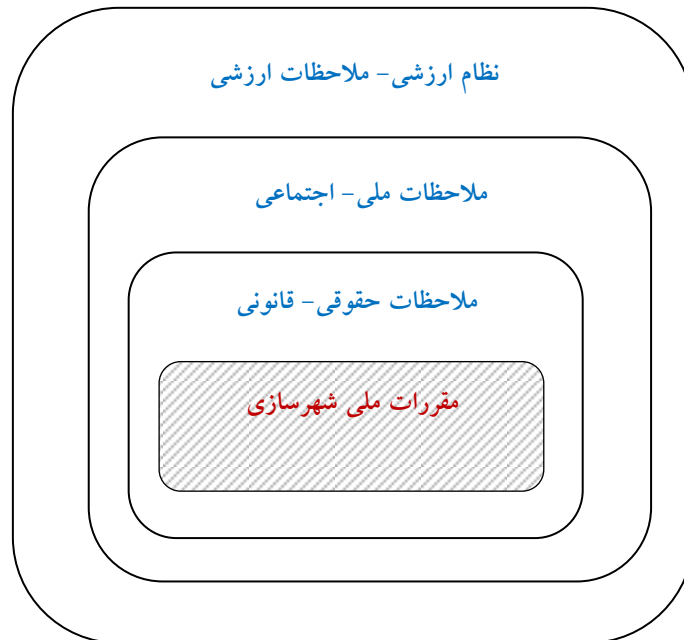 نظام ارزشی- ملاحظات ارزشی
ملاحظات ملی- اجتماعی
ملاحظات حقوقی- قانونی
مقررات ملی شهرسازی